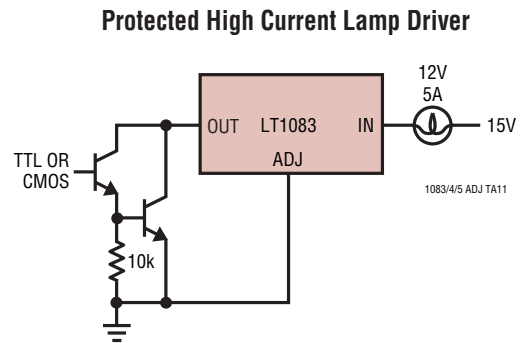 Protected High Current Lamp Driver
12V
5A
OUT LT1083 IN
15V
ADJ
TTL OR
CMOS
1083/4/5 ADJ TA11
10k